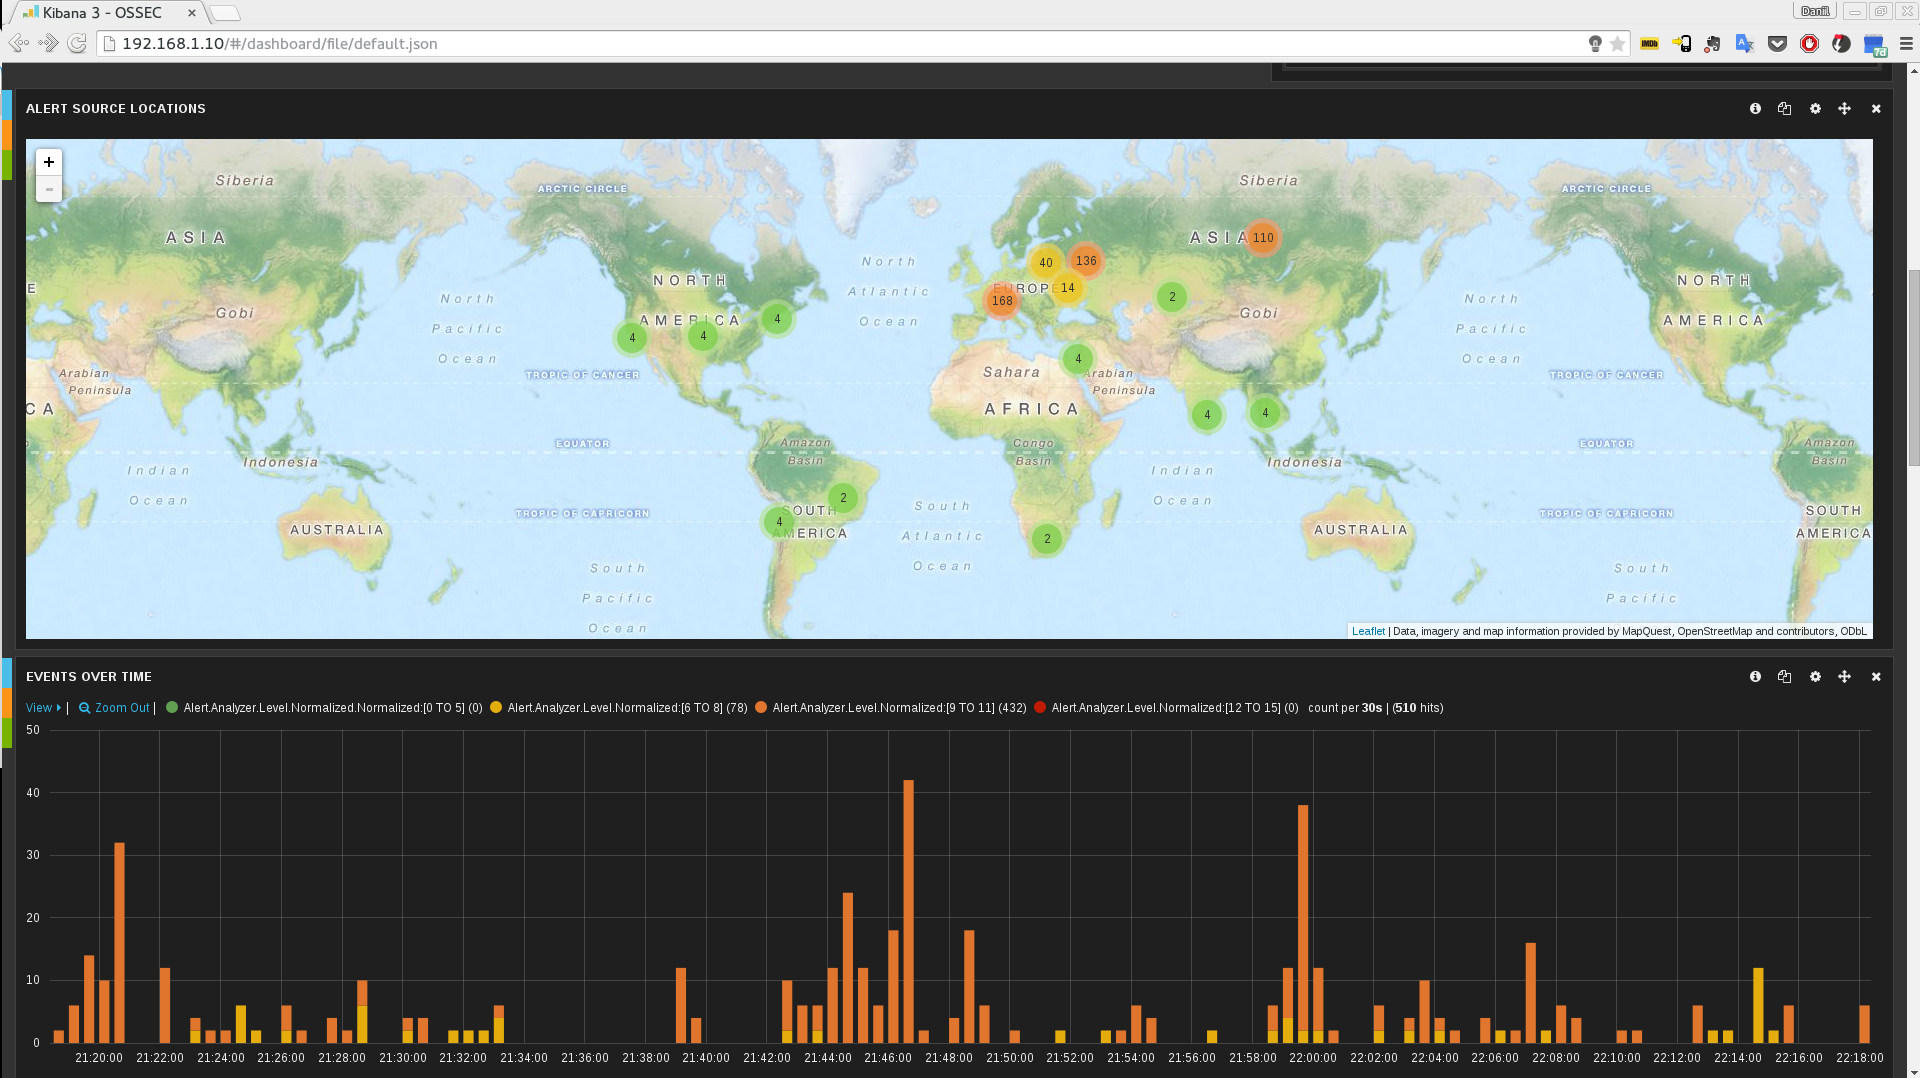 Kibana 3 - OSSEC
Daniil
192.168.1.10/#/dashboard/file/default.json
IMDb
7d
ALERT SOURCE LOCATIONS
+
-
Siberia
ARCTIC CIRCLE
Siberia
ARCTIC CIRCLE
ASIA
ASIA
110
North
Atlantic
Ocean
40
136
NORTH
AMERICA
EUROPE
14
168
2
NORTH
AMERICA
E
Gobi
Gobi
North
Pacific
Ocean
North
Pacific
Ocean
4
4
4
4
Arabian
Peninsula
TROPIC OF CANCER
Sahara
Arabian
Peninsula
TROPIC OF CANCER
CA
AFRICA
4
4
EQUATOR
Amazon
Basin
Congo
Basin
EQUATOR
Amazon
Basin
Indian
Ocean
Indonesia
Indian
Ocean
Indonesia
2
4
SOUTH
AMERICA
South
Atlantic
Ocean
SOUTH
AMERICA
TROPIC OF CAPRICORN
TROPIC OF CAPRICORN
AUSTRALIA
AUSTRALIA
2
South
Pacific
Ocean
South
Pacific
Leaflet | Data, imagery and map information provided by MapQuest, OpenStreetMap and contributors, ODbL
EVENTS OVER TIME
View | Zoom Out | Alert.Analyzer.Level.Normalized.Normalized:[0 TO 5] (0) Alert.Analyzer.Level.Normalized:[6 TO 8] (78) Alert.Analyzer.Level.Normalized:[9 TO 11] (432) Alert.Analyzer.Level.Normalized:[12 TO 15] (0) count per 30s | (510 hits)
50
40
30
20
10
0
21:20:00 21:22:00 21:24:00 21:26:00 21:28:00 21:30:00 21:32:00 21:34:00 21:36:00 21:38:00 21:40:00 21:42:00 21:44:00 21:46:00 21:48:00 21:50:00 21:52:00 21:54:00 21:56:00 21:58:00 22:00:00 22:02:00 22:04:00 22:06:00 22:08:00 22:10:00 22:12:00 22:14:00 22:16:00 22:18:00